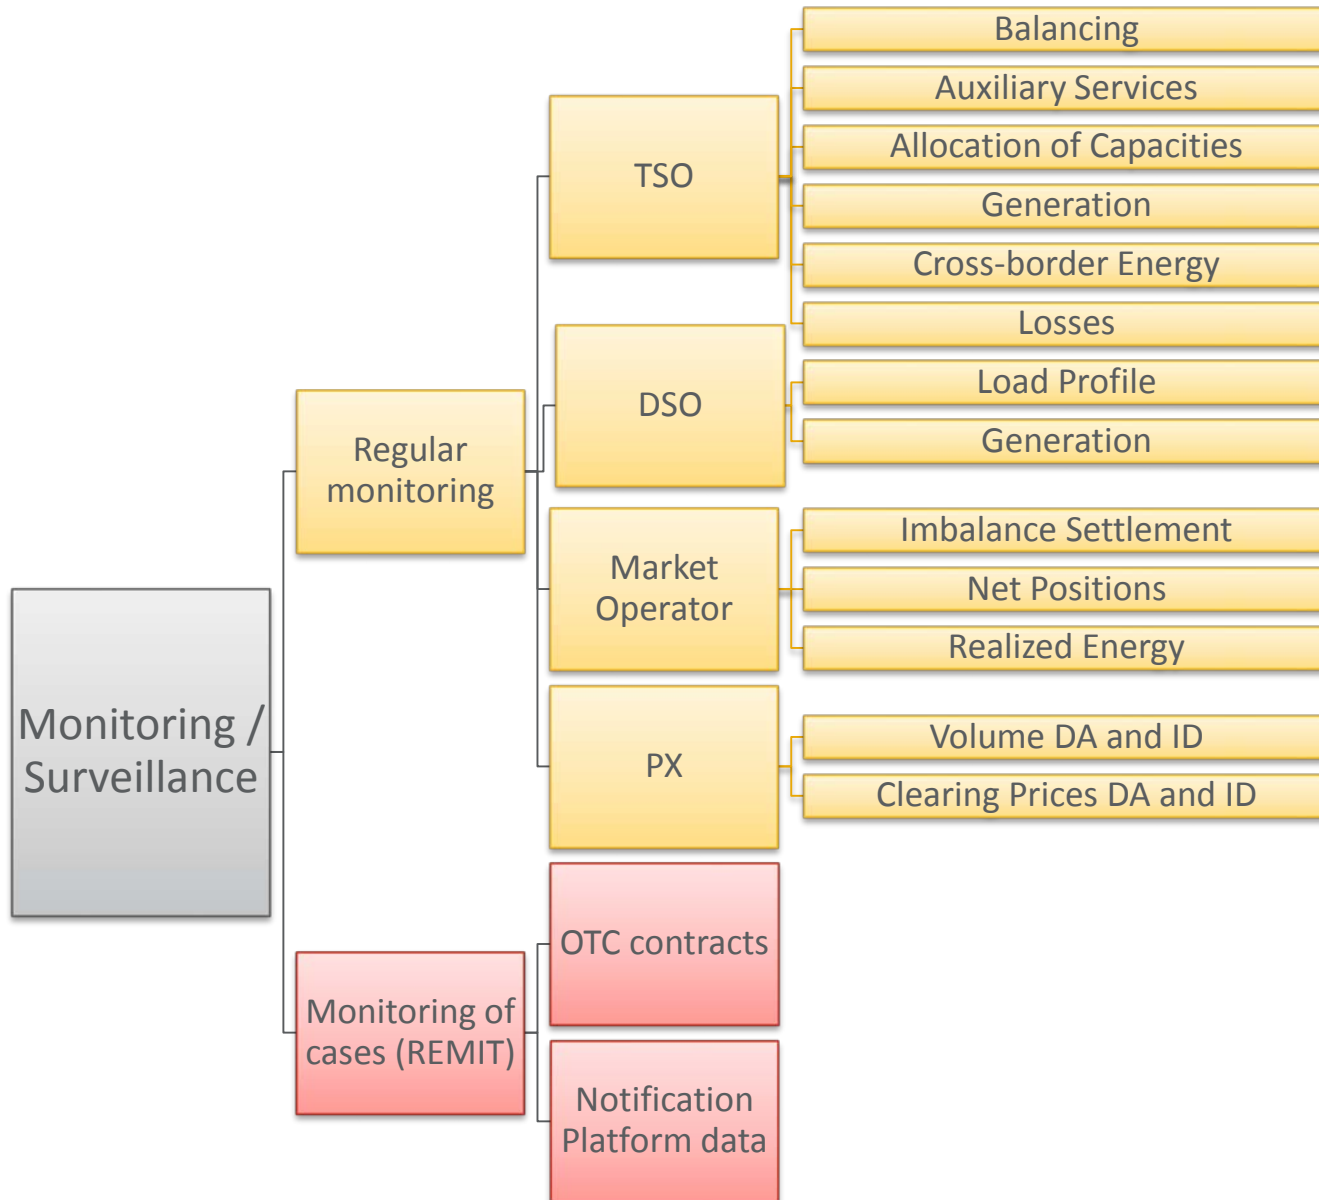 Monitoring /
Surveillance
Regular
monitoring
TSO
Balancing
Auxiliary Services
Allocation of Capacities
Generation
Cross-border Energy
Losses
DSO
Load Profile
Generation
Market
Operator
Imbalance Settlement
Net Positions
Realized Energy
PX
Volume DA and ID
Clearing Prices DA and ID
Monitoring of
cases (REMIT)
OTC contracts
Notification
Platform data